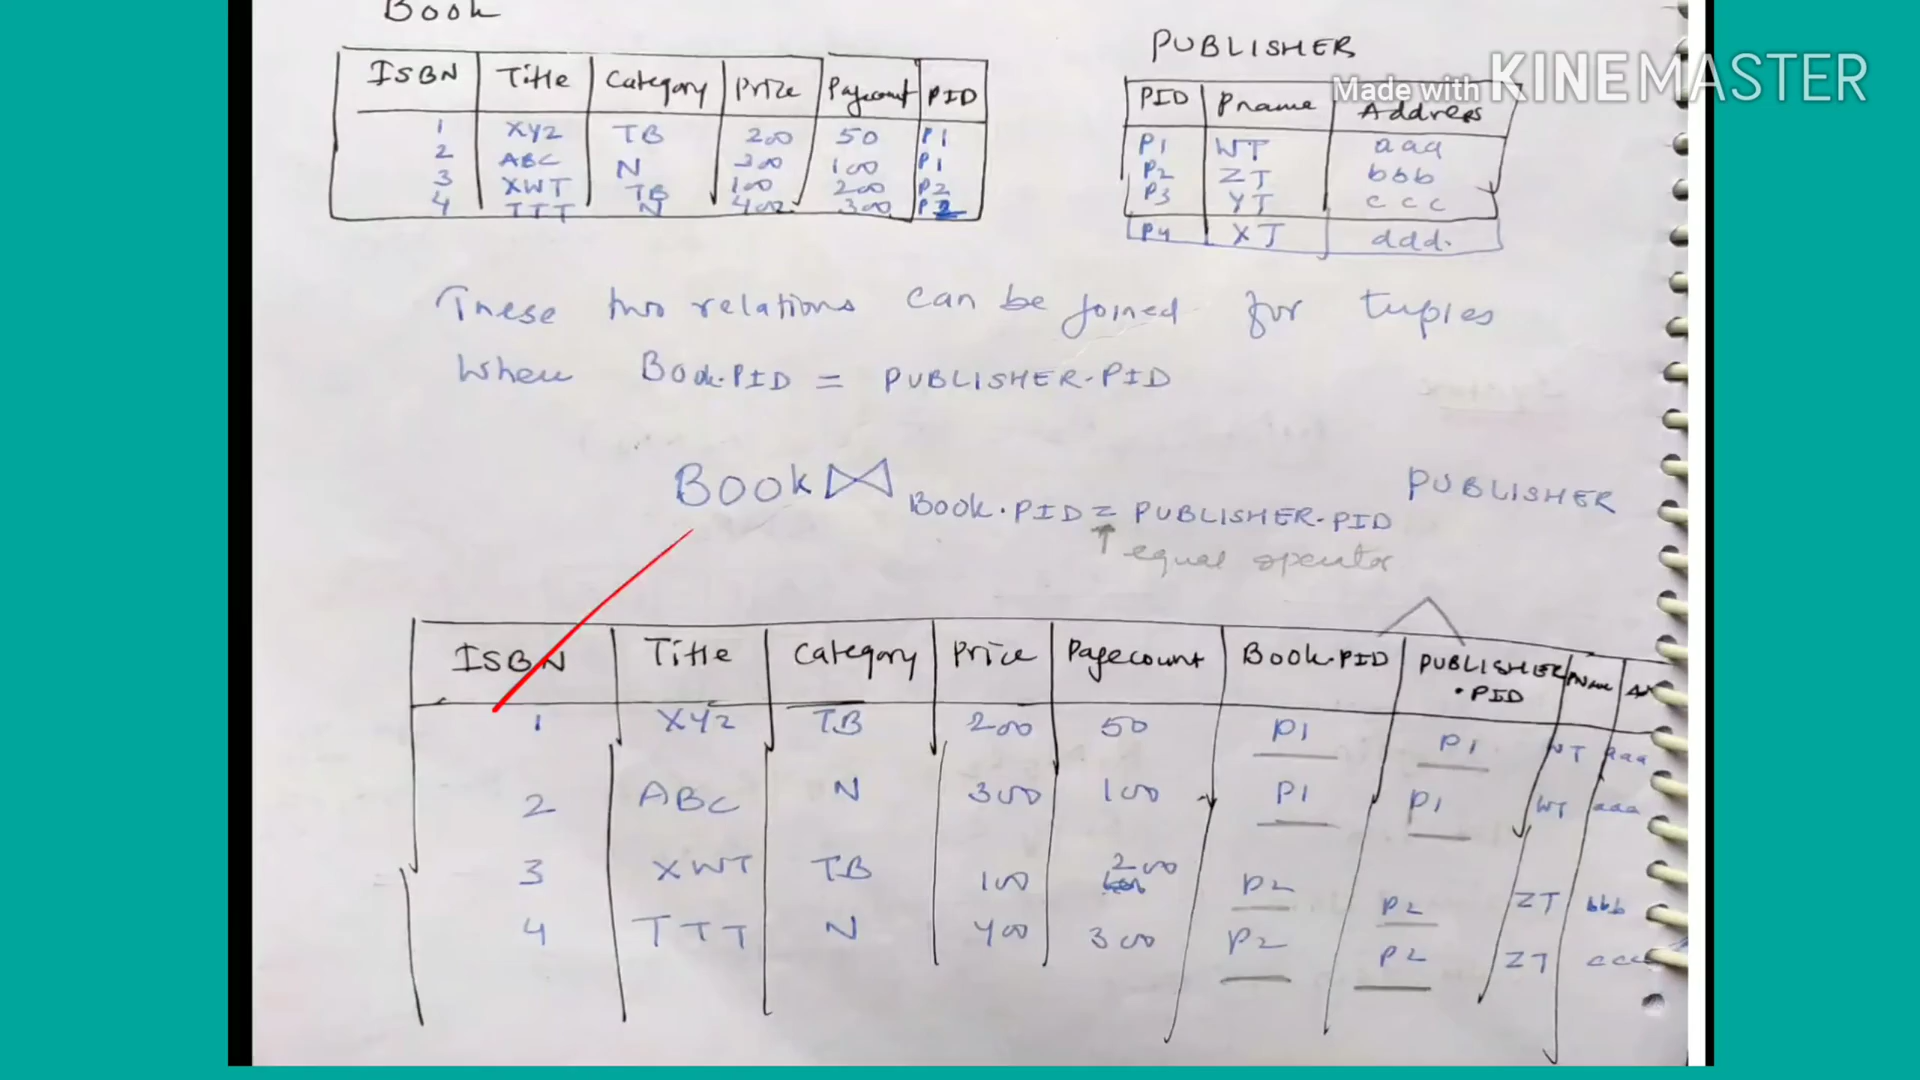 Book
ISBN Title Category Price Pagecount PID
1 XYZ TB 200 50 P1
2 ABC N 300 100 P1
3 XWT TB 100 200 P2
4 TTT N 400 300 P2
PUBLISHER
Made with KINEMASTER
PID Pname Address
P1 WT aaa
P2 ZT bbb
P3 YT ccc
P4 XT ddd.
These two relations can be joined for tuples
When Book.PID = PUBLISHER.PID
Book ⋈ Book.PID = PUBLISHER.PID PUBLISHER
↑ equal operator
ISBN Title Category Price Pagecount Book.PID PUBLISHER.PID PName
1 XYZ TB 200 50 P1 P1 WT aaa
2 ABC N 300 100 P1 P1 WT aaa
3 XWT TB 100 200 P2 P2 ZT bbb
4 TTT N 400 300 P2 P2 ZT ccc